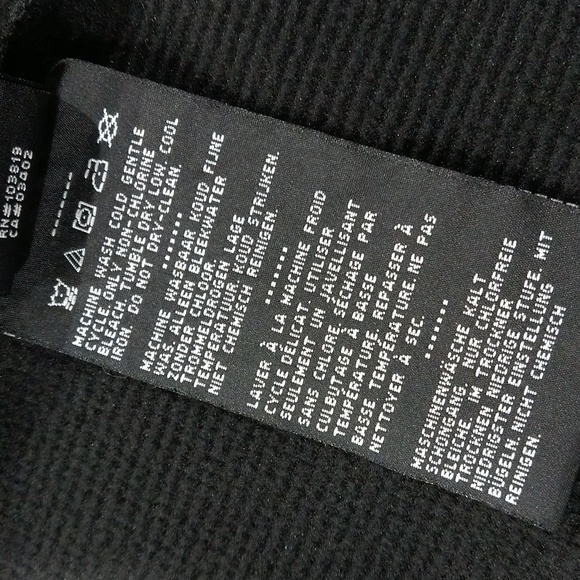 RN#103819
CA#03402
-------
MACHINE WASH COLD GENTLE
CYCLE.ONLY NON-CHLORINE
BLEACH. TUMBLE DRY LOW. COOL
IRON. DO NOT DRY-CLEAN.
-------
MACHINE WASBAAR KOUD FIJNE
WAS. ALLEEN BLEEKWATER
ZONDER CHLOOR.
TROMMELDROGEN LAGE
TEMPERATUUR. KOUD STRIJKEN.
NIET CHEMISCH REINIGEN.
-------
LAVER À LA MACHINE FROID
CYCLE DÉLICAT. UTILISER
SEULEMENT UN JAVELLISANT
SANS CHLORE. SÉCHAGE PAR
CULBUTAGE À BASSE
TEMPÉRATURE. REPASSER À
BASSE TEMPÉRATURE. NE PAS
NETTOYER À SEC.
-------
MASCHINENWÄSCHE KALT
SCHONGANG. NUR CHLORFREIE
BLEICHE. IM TROCKNER
TROCKNEN NIEDRIGE STUFE. MIT
NIEDRIGSTER EINSTELLUNG
BÜGELN. NICHT CHEMISCH
REINIGEN.